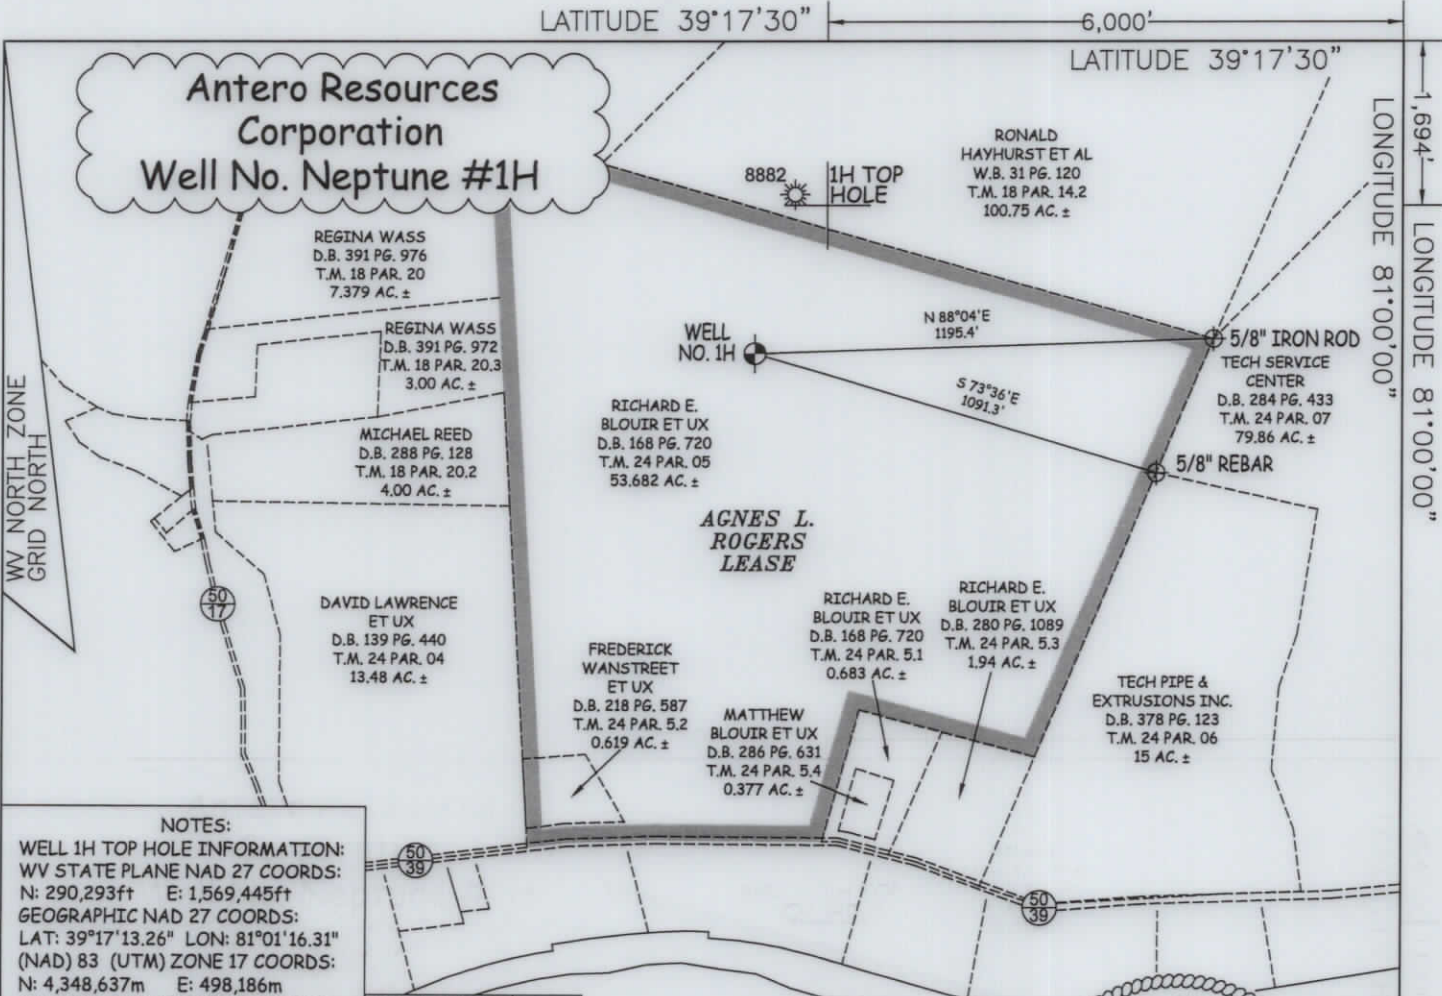 LATITUDE 39°17'30"
6,000'
LATITUDE 39°17'30"
1,694'
LONGITUDE 81°00'00"
LONGITUDE 81°00'00"
Antero Resources
Corporation
Well No. Neptune #1H
8882
1H TOP
HOLE
RONALD
HAYHURST ET AL
W.B. 31 PG. 120
T.M. 18 PAR. 14.2
100.75 AC. ±
REGINA WASS
D.B. 391 PG. 976
T.M. 18 PAR. 20
7.379 AC. ±
REGINA WASS
D.B. 391 PG. 972
T.M. 18 PAR. 20.3
3.00 AC. ±
WELL
NO. 1H
N 88°04'E
1195.4'
S 73°36'E
1091.3'
5/8" IRON ROD
TECH SERVICE
CENTER
D.B. 284 PG. 433
T.M. 24 PAR. 07
79.86 AC. ±
5/8" REBAR
MICHAEL REED
D.B. 288 PG. 128
T.M. 18 PAR. 20.2
4.00 AC. ±
RICHARD E.
BLOUIR ET UX
D.B. 168 PG. 720
T.M. 24 PAR. 05
53.682 AC. ±
AGNES L.
ROGERS
LEASE
WV NORTH ZONE
GRID NORTH
50
17
DAVID LAWRENCE
ET UX
D.B. 139 PG. 440
T.M. 24 PAR. 04
13.48 AC. ±
FREDERICK
WANSTREET
ET UX
D.B. 218 PG. 587
T.M. 24 PAR. 5.2
0.619 AC. ±
MATTHEW
BLOUIR ET UX
D.B. 286 PG. 631
T.M. 24 PAR. 5.4
0.377 AC. ±
RICHARD E.
BLOUIR ET UX
D.B. 168 PG. 720
T.M. 24 PAR. 5.1
0.683 AC. ±
RICHARD E.
BLOUIR ET UX
D.B. 280 PG. 1089
T.M. 24 PAR. 5.3
1.94 AC. ±
TECH PIPE &
EXTRUSIONS INC.
D.B. 378 PG. 123
T.M. 24 PAR. 06
15 AC. ±
50
39
50
39
NOTES:
WELL 1H TOP HOLE INFORMATION:
WV STATE PLANE NAD 27 COORDS:
N: 290,293ft E: 1,569,445ft
GEOGRAPHIC NAD 27 COORDS:
LAT: 39°17'13.26" LON: 81°01'16.31"
(NAD) 83 (UTM) ZONE 17 COORDS:
N: 4,348,637m E: 498,186m